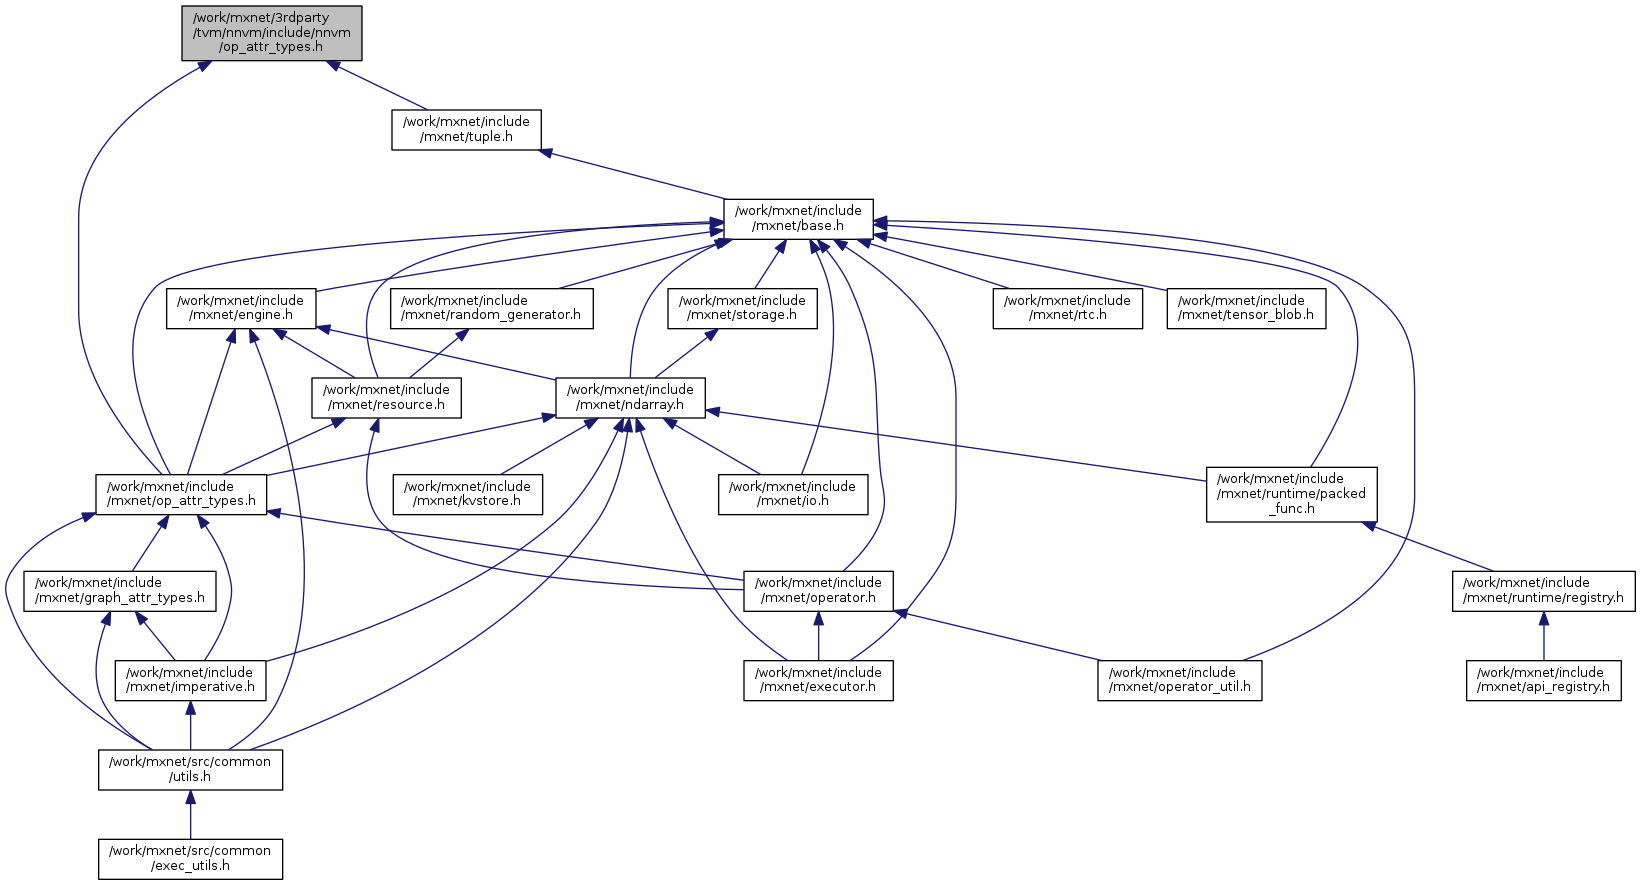 /work/mxnet/3rdparty
/tvm/nnvm/include/nnvm
/op_attr_types.h
/work/mxnet/include
/mxnet/tuple.h
/work/mxnet/include
/mxnet/base.h
/work/mxnet/include
/mxnet/engine.h
/work/mxnet/include
/mxnet/random_generator.h
/work/mxnet/include
/mxnet/storage.h
/work/mxnet/include
/mxnet/rtc.h
/work/mxnet/include
/mxnet/tensor_blob.h
/work/mxnet/include
/mxnet/resource.h
/work/mxnet/include
/mxnet/ndarray.h
/work/mxnet/include
/mxnet/op_attr_types.h
/work/mxnet/include
/mxnet/kvstore.h
/work/mxnet/include
/mxnet/io.h
/work/mxnet/include
/mxnet/runtime/packed
_func.h
/work/mxnet/include
/mxnet/graph_attr_types.h
/work/mxnet/include
/mxnet/operator.h
/work/mxnet/include
/mxnet/runtime/registry.h
/work/mxnet/include
/mxnet/imperative.h
/work/mxnet/include
/mxnet/executor.h
/work/mxnet/include
/mxnet/operator_util.h
/work/mxnet/include
/mxnet/api_registry.h
/work/mxnet/src/common
/utils.h
/work/mxnet/src/common
/exec_utils.h